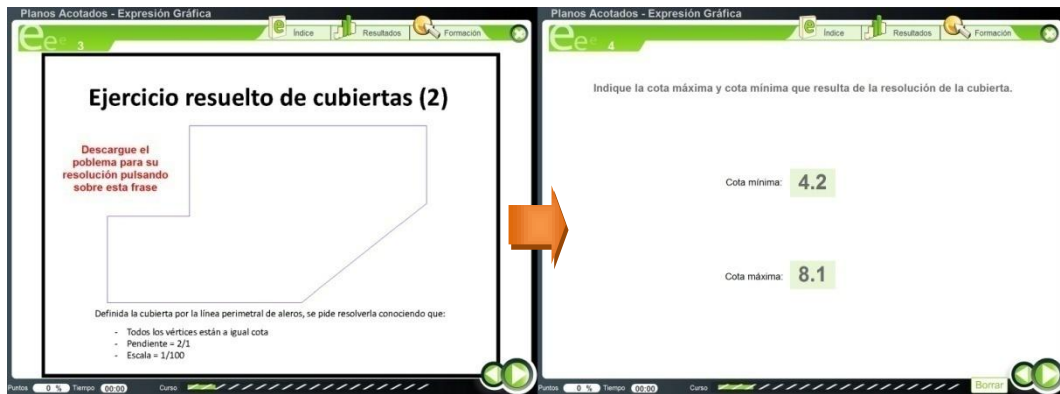 Planos Acotados - Expresión Gráfica
e e e 3
Indice
Resultados
Formación
Ejercicio resuelto de cubiertas (2)
Descargue el
poblema para su
resolución pulsando
sobre esta frase
Definida la cubierta por la línea perimetral de aleros, se pide resolverla conociendo que:
- Todos los vértices están a igual cota
- Pendiente = 2/1
- Escala = 1/100
Puntos 0 % Tiempo 00:00 Curso
Planos Acotados - Expresión Gráfica
e e e 4
Indice
Resultados
Formación
Indique la cota máxima y cota mínima que resulta de la resolución de la cubierta.
Cota mínima: 4.2
Cota máxima: 8.1
Puntos 0 % Tiempo 00:00 Curso
Borrar